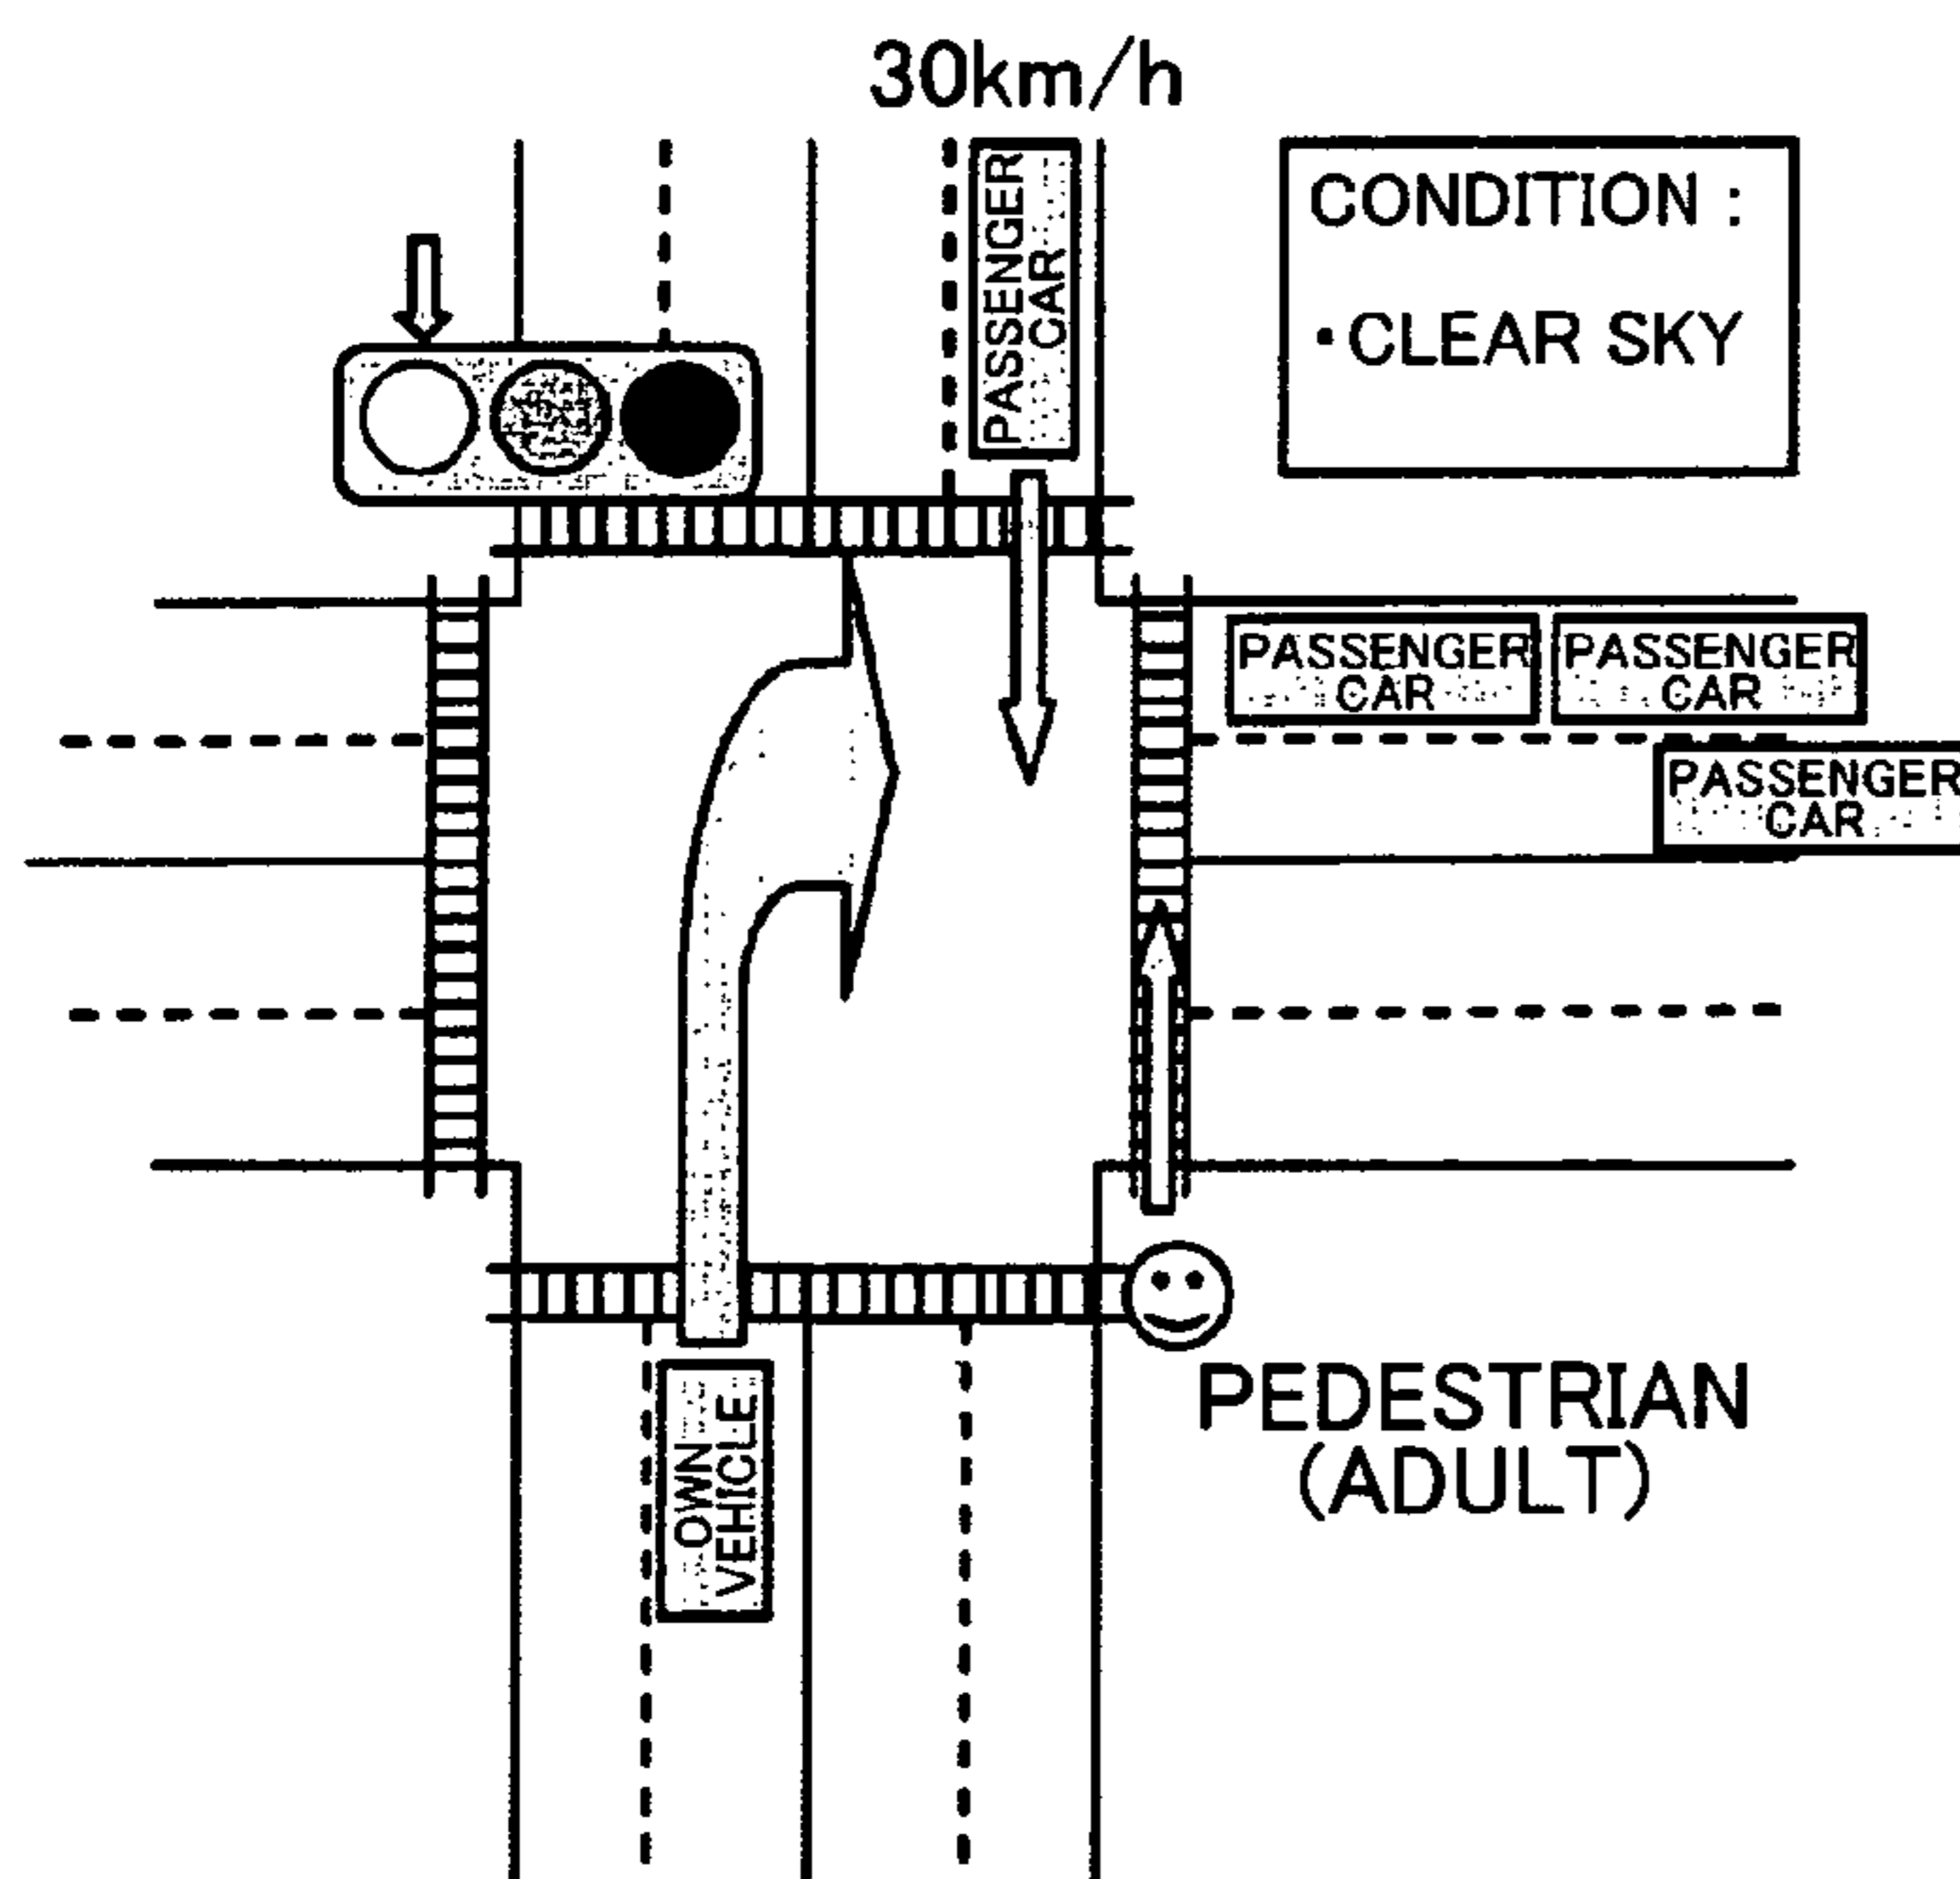 30km/h
PASSENGER
CAR
CONDITION :
・CLEAR SKY
PASSENGER
CAR
PASSENGER
CAR
PASSENGER
CAR
OWN
VEHICLE
PEDESTRIAN
(ADULT)